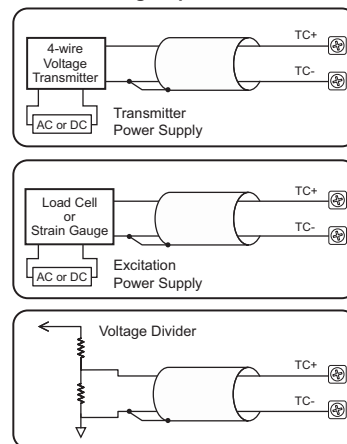 4-wire
Voltage
Transmitter
TC+
TC-
AC or DC
Transmitter
Power Supply
Load Cell
or
Strain Gauge
TC+
TC-
AC or DC
Excitation
Power Supply
Voltage Divider
TC+
TC-